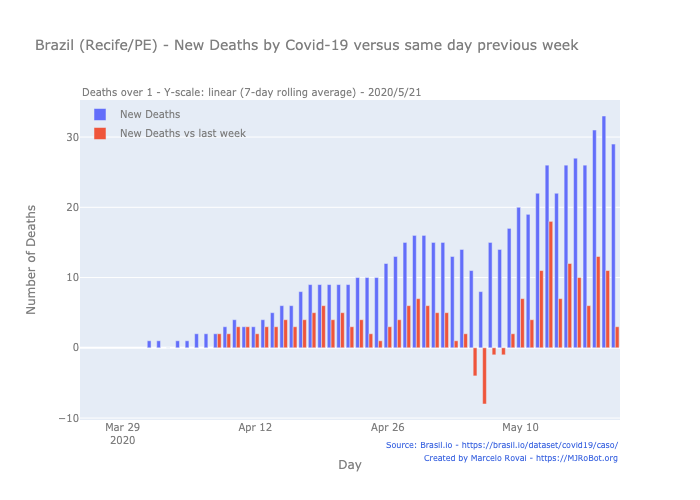 Brazil (Recife/PE) - New Deaths by Covid-19 versus same day previous week
Deaths over 1 - Y-scale: linear (7-day rolling average) - 2020/5/21
New Deaths
New Deaths vs last week
30
20
10
0
−10
Number of Deaths
Mar 29
2020
Apr 12
Apr 26
May 10
Day
Source: Brasil.io - https://brasil.io/dataset/covid19/caso/
Created by Marcelo Rovai - https://MJRoBot.org